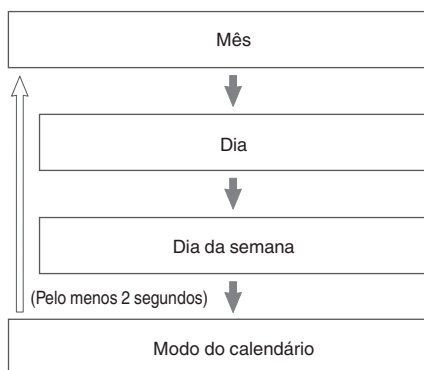 Mês
Dia
Dia da semana
(Pelo menos 2 segundos)
Modo do calendário